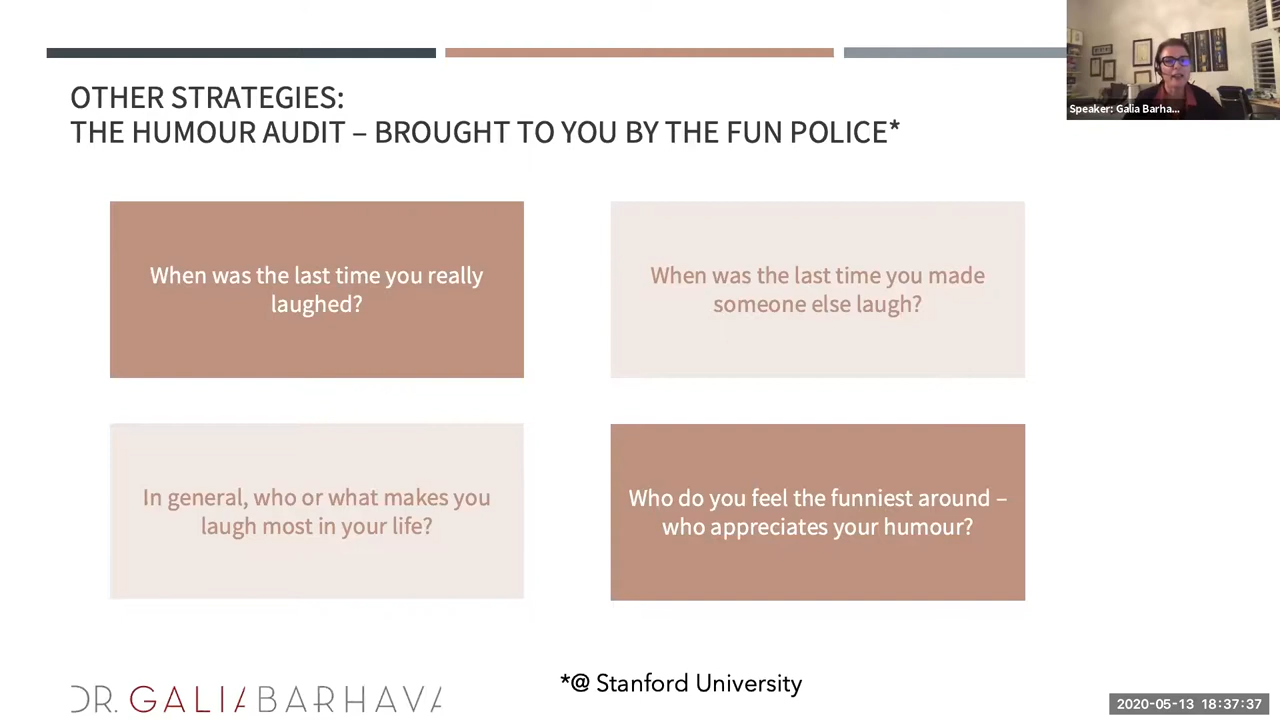 OTHER STRATEGIES:
THE HUMOUR AUDIT – BROUGHT TO YOU BY THE FUN POLICE*
Speaker: Galia Barha...
When was the last time you really
laughed?
When was the last time you made
someone else laugh?
In general, who or what makes you
laugh most in your life?
Who do you feel the funniest around –
who appreciates your humour?
DR. GALIA BARHAVA
*@ Stanford University
2020-05-13 18:37:37